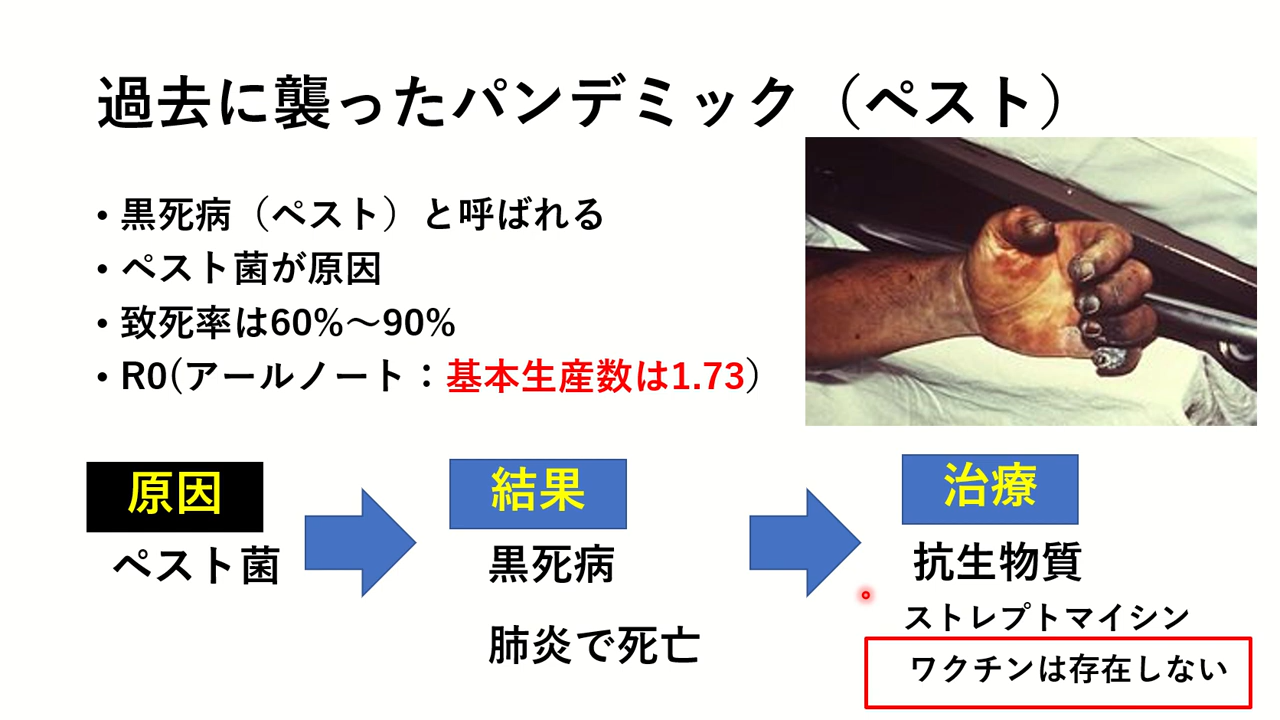 過去に襲ったパンデミック（ペスト）
• 黒死病（ペスト）と呼ばれる
• ペスト菌が原因
• 致死率は60%～90%
• R0(アールノート：基本生産数は1.73）
原因
ペスト菌
結果
黒死病
肺炎で死亡
治療
抗生物質
ストレプトマイシン
ワクチンは存在しない